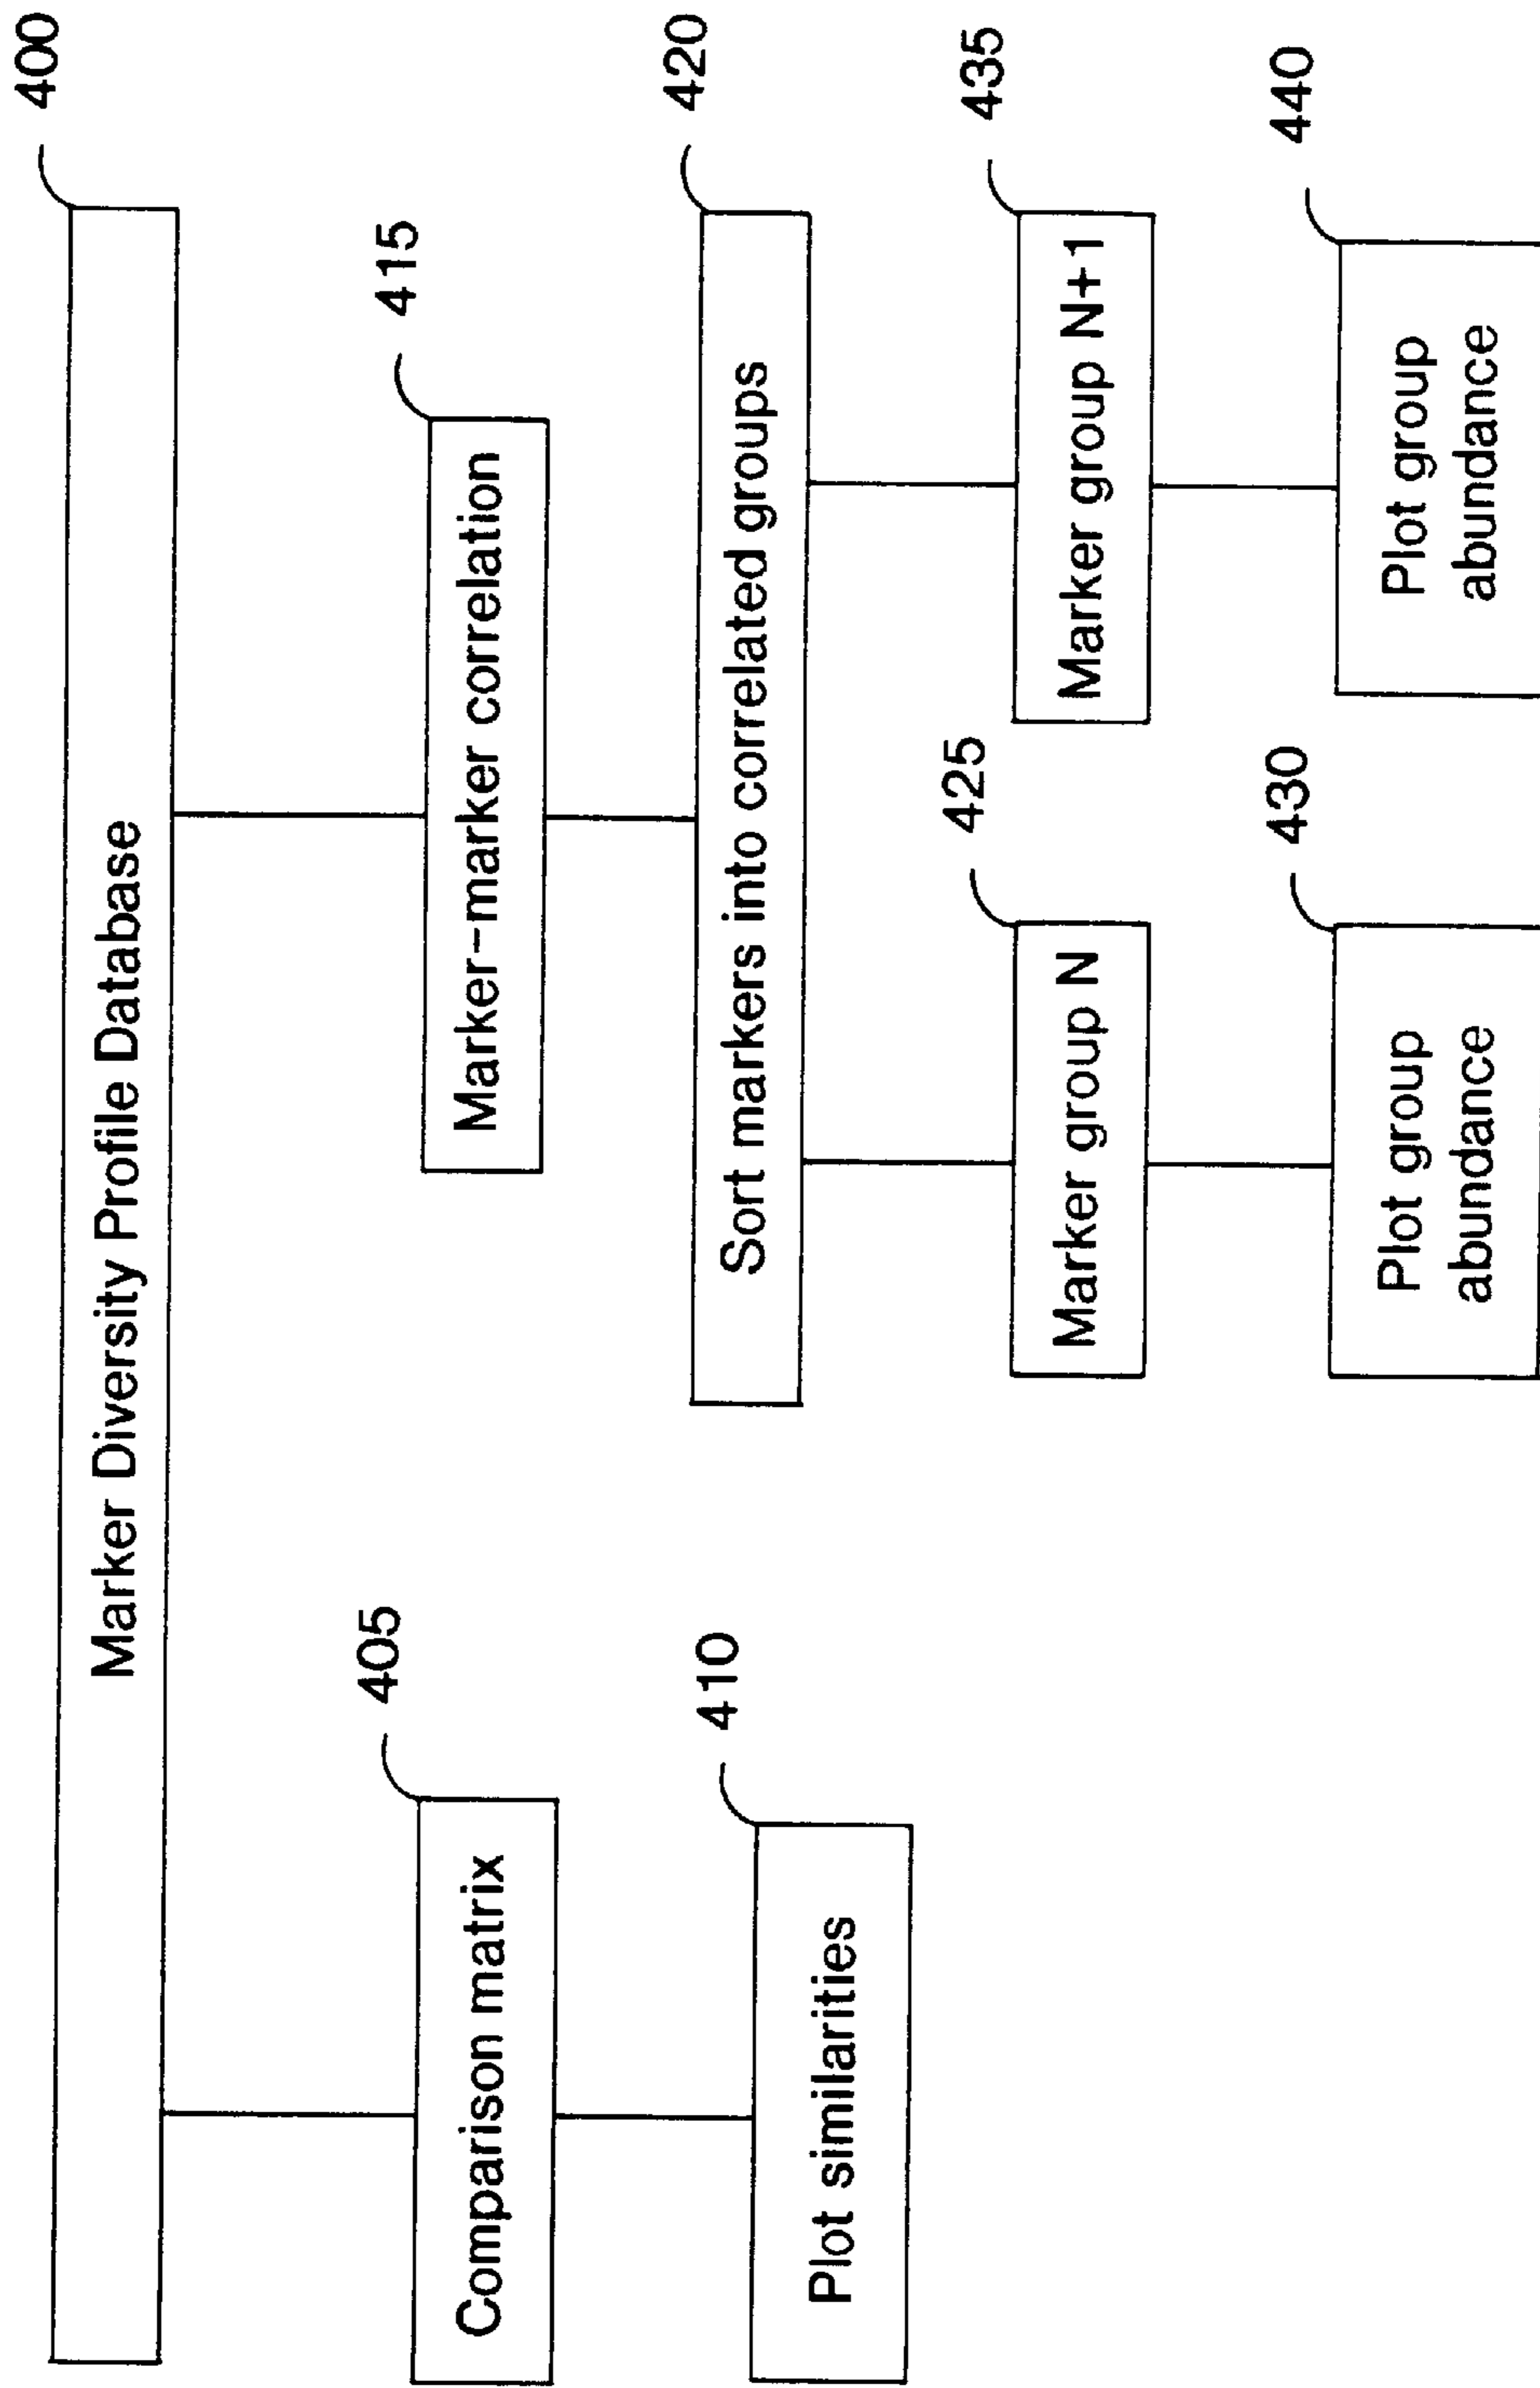 400
Marker Diversity Profile Database
405
Comparison matrix
415
Marker-marker correlation
410
Plot similarities
420
Sort markers into correlated groups
425
Marker group N
435
Marker group N+1
430
Plot group
abundance
440
Plot group
abundance